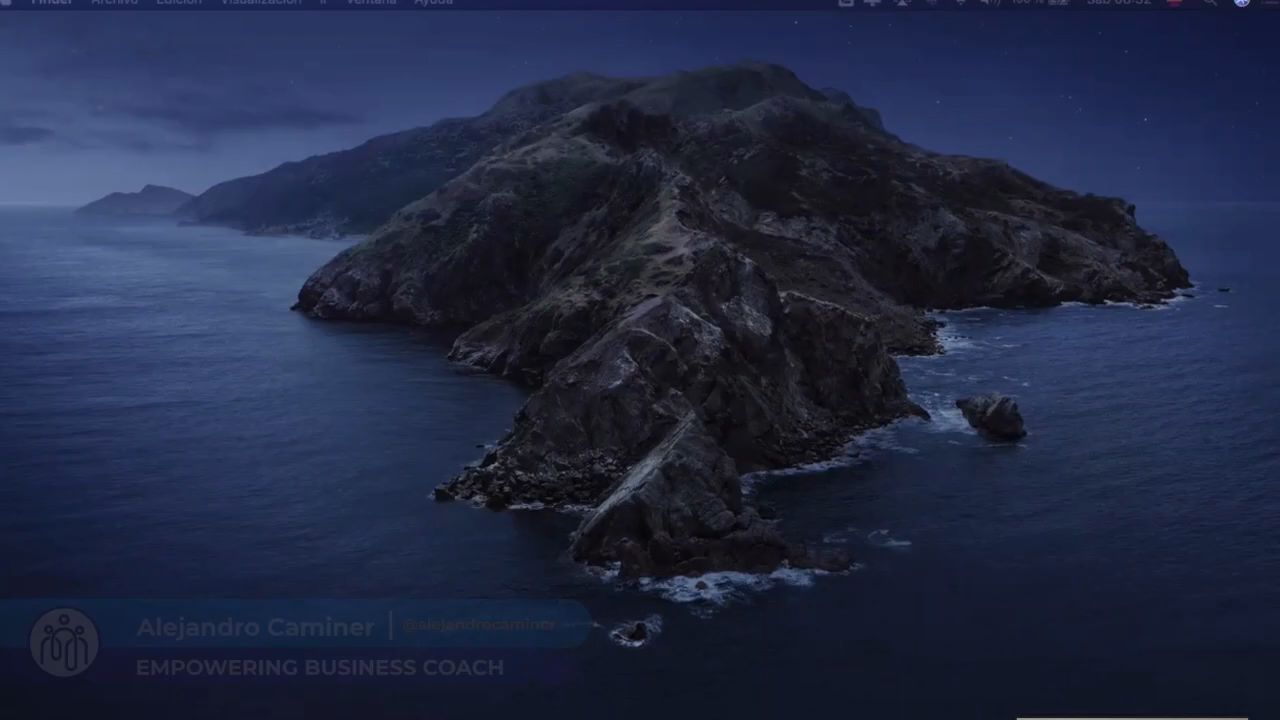 Finder Archivo Edición Visualización Ir Ventana Ayuda
Alejandro Caminer | @alejandrocaminer
EMPOWERING BUSINESS COACH